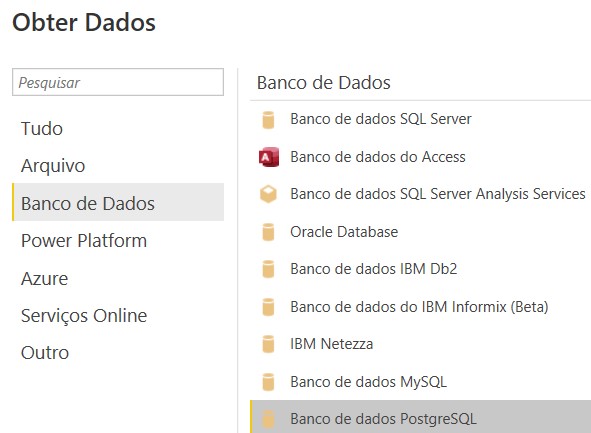 Obter Dados
Pesquisar
Tudo
Arquivo
Banco de Dados
Power Platform
Azure
Serviços Online
Outro
Banco de Dados
Banco de dados SQL Server
Banco de dados do Access
Banco de dados SQL Server Analysis Services
Oracle Database
Banco de dados IBM Db2
Banco de dados do IBM Informix (Beta)
IBM Netezza
Banco de dados MySQL
Banco de dados PostgreSQL